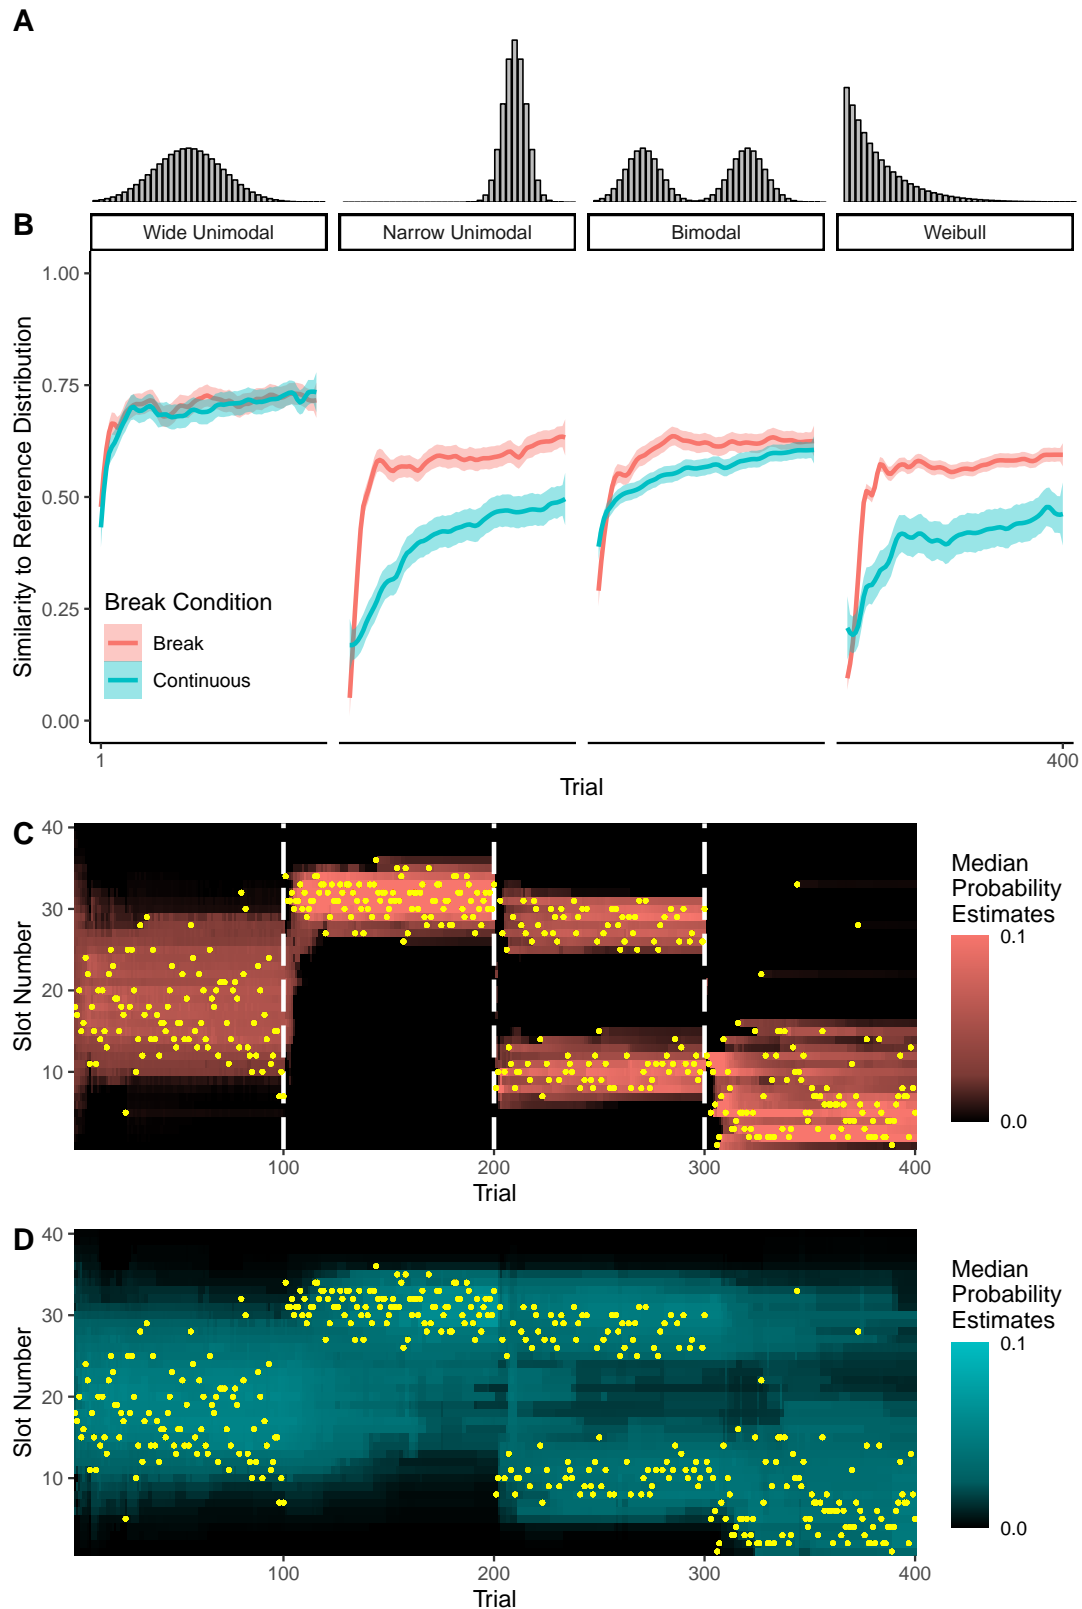 A
B
Wide Unimodal
Narrow Unimodal
Bimodal
Weibull
1.00
0.75
0.50
0.25
0.00
Similarity to Reference Distribution
Break Condition
Break
Continuous
1
400
Trial
C
40
30
20
10
Slot Number
100
200
300
400
Trial
Median
Probability
Estimates
0.1
0.0
D
40
30
20
10
Slot Number
100
200
300
400
Trial
Median
Probability
Estimates
0.1
0.0